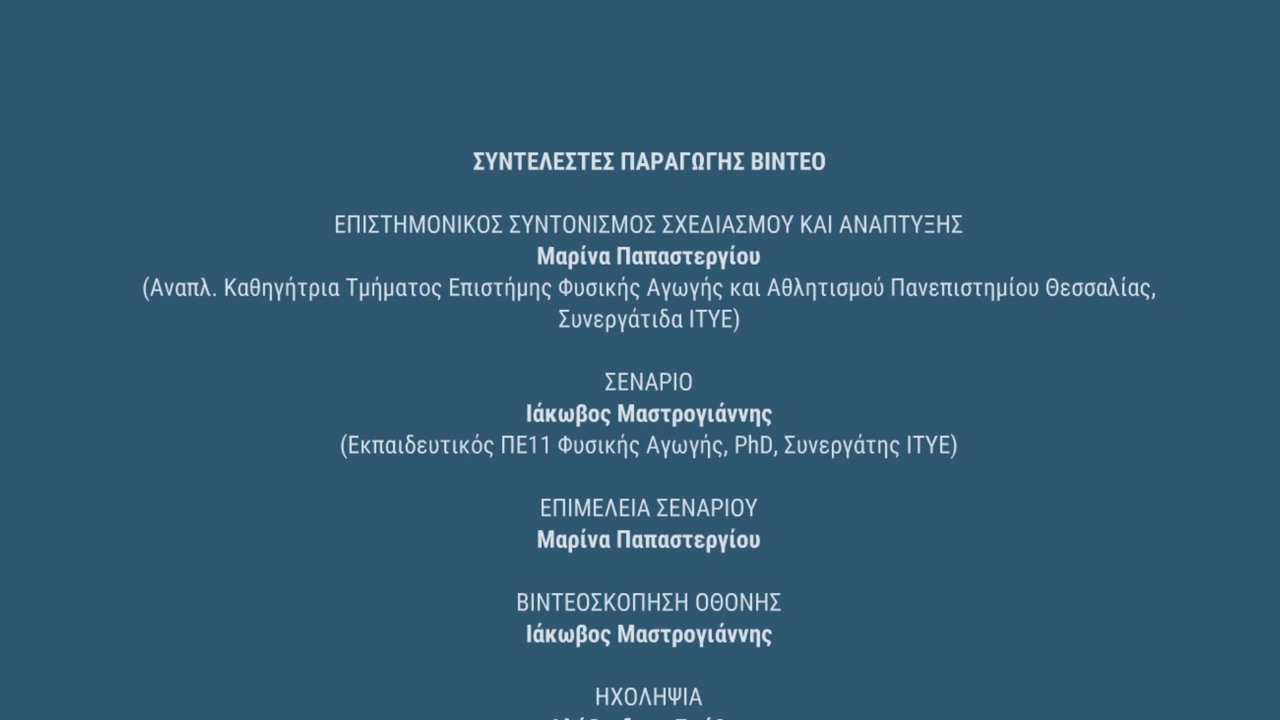 ΣΥΝΤΕΛΕΣΤΕΣ ΠΑΡΑΓΩΓΗΣ ΒΙΝΤΕΟ
ΕΠΙΣΤΗΜΟΝΙΚΟΣ ΣΥΝΤΟΝΙΣΜΟΣ ΣΧΕΔΙΑΣΜΟΥ ΚΑΙ ΑΝΑΠΤΥΞΗΣ
Μαρίνα Παπαστεργίου
(Αναπλ. Καθηγήτρια Τμήματος Επιστήμης Φυσικής Αγωγής και Αθλητισμού Πανεπιστημίου Θεσσαλίας,
Συνεργάτιδα ΙΤΥΕ)
ΣΕΝΑΡΙΟ
Ιάκωβος Μαστρογιάννης
(Εκπαιδευτικός ΠΕ11 Φυσικής Αγωγής, PhD, Συνεργάτης ΙΤΥΕ)
ΕΠΙΜΕΛΕΙΑ ΣΕΝΑΡΙΟΥ
Μαρίνα Παπαστεργίου
ΒΙΝΤΕΟΣΚΟΠΗΣΗ ΟΘΟΝΗΣ
Ιάκωβος Μαστρογιάννης
ΗΧΟΛΗΨΙΑ